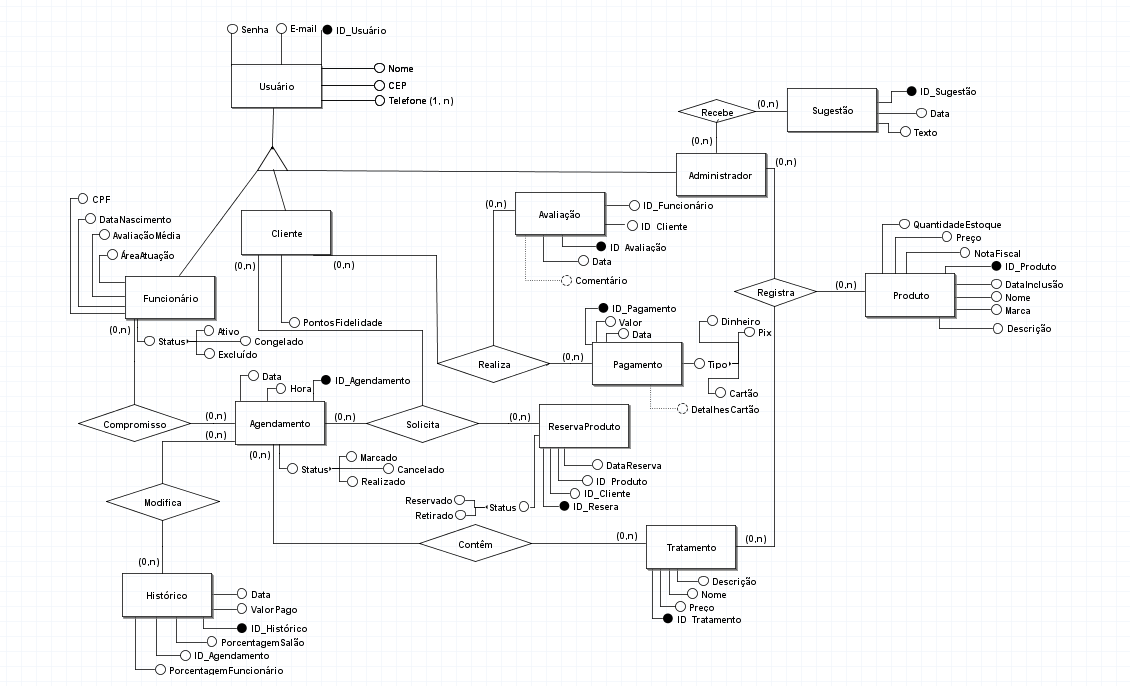 Senha
E-mail
ID_Usuário
Usuário
Nome
CEP
Telefone (1, n)
Recebe
(0,n)
Sugestão
ID_Sugestão
Data
Texto
(0,n)
Administrador
(0,n)
CPF
DataNascimento
AvaliaçãoMédia
ÁreaAtuação
Funcionário
(0,n)
Status
Ativo
Congelado
Excluído
Cliente
(0,n)
(0,n)
PontosFidelidade
(0,n)
Avaliação
ID_Funcionário
ID_Cliente
ID_Avaliação
Data
Comentário
Registra
(0,n)
Produto
QuantidadeEstoque
Preço
NotaFiscal
ID_Produto
DataInclusão
Nome
Marca
Descrição
Realiza
(0,n)
Pagamento
ID_Pagamento
Valor
Data
Tipo
Dinheiro
Pix
Cartão
DetalhesCartão
Compromisso
(0,n)
(0,n)
Agendamento
Data
Hora
ID_Agendamento
(0,n)
(0,n)
Status
Marcado
Cancelado
Realizado
Solicita
(0,n)
ReservaProduto
DataReserva
ID_Produto
ID_Cliente
ID_Resera
Status
Reservado
Retirado
Modifica
(0,n)
Contêm
(0,n)
Tratamento
(0,n)
Descrição
Nome
Preço
ID_Tratamento
Histórico
Data
ValorPago
ID_Histórico
PorcentagemSalão
ID_Agendamento
PorcentagemFuncionário